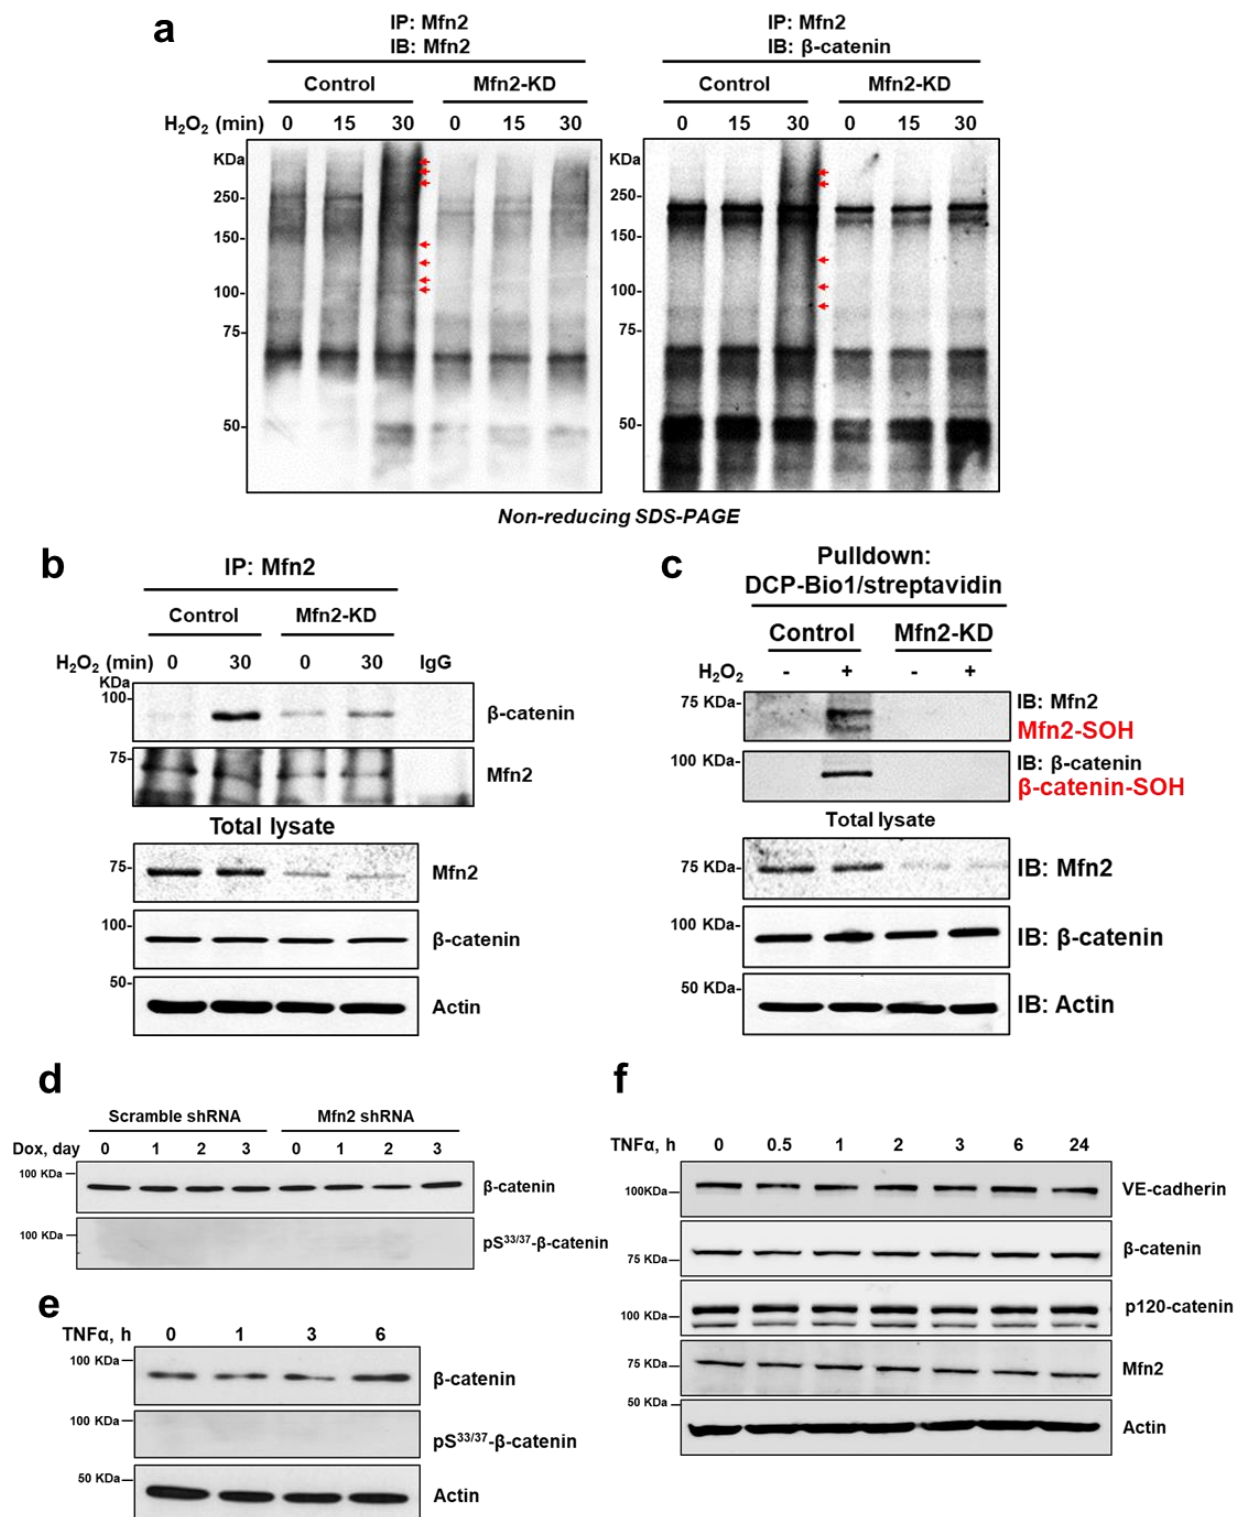 a
IP: Mfn2
IB: Mfn2
Control Mfn2-KD
H₂O₂ (min) 0 15 30 0 15 30
KDa
250-
150-
100-
75-
50-
IP: Mfn2
IB: β-catenin
Control Mfn2-KD
0 15 30 0 15 30
KDa
250-
150-
100-
75-
50-
Non-reducing SDS-PAGE
b
IP: Mfn2
Control Mfn2-KD
H₂O₂ (min) 0 30 0 30 IgG
KDa
100-
β-catenin
75-
Mfn2
Total lysate
75-
Mfn2
100-
β-catenin
50-
Actin
c
Pulldown:
DCP-Bio1/streptavidin
Control Mfn2-KD
H₂O₂ - + - +
75 KDa-
IB: Mfn2
Mfn2-SOH
100 KDa-
IB: β-catenin
β-catenin-SOH
Total lysate
75 KDa-
IB: Mfn2
100 KDa-
IB: β-catenin
50 KDa-
IB: Actin
d
Scramble shRNA Mfn2 shRNA
Dox, day 0 1 2 3 0 1 2 3
100 KDa
β-catenin
100 KDa
pS³³/³⁷-β-catenin
e
TNFα, h 0 1 3 6
100 KDa
β-catenin
100 KDa
pS³³/³⁷-β-catenin
50 KDa
Actin
f
TNFα, h 0 0.5 1 2 3 6 24
100KDa
VE-cadherin
75 KDa
β-catenin
100 KDa
p120-catenin
75 KDa
Mfn2
50 KDa
Actin